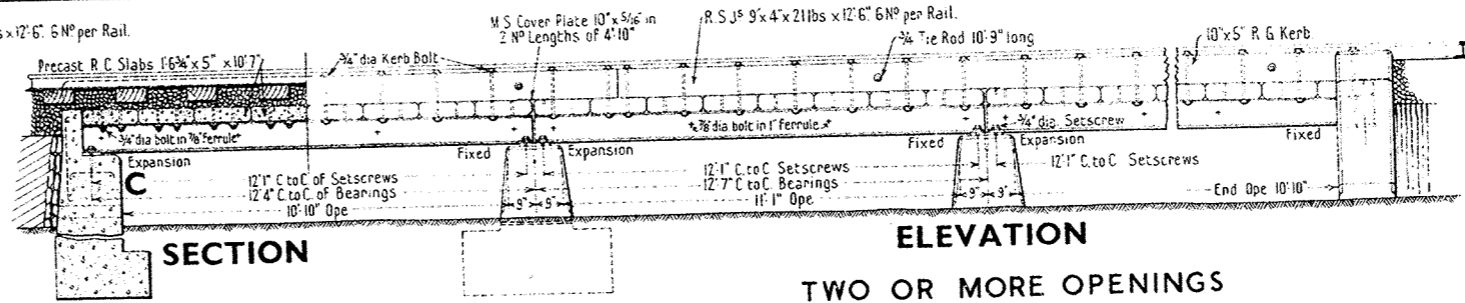 s x 12'·6". 6 Nº per Rail.
Precast R.C Slabs 1'·6¾" x 5" x 10'·7"
¾" dia Kerb Bolt
M.S Cover Plate 10" x 5/16" in
2 Nº Lengths of 4'·10"
R.S.Jˢ 9" x 4" x 21 lbs x 12'·6". 6 Nº per Rail.
¾ Tie Rod 10'·9" long
10" x 5" R G Kerb
¾" dia bolt in ⅞" ferrule
⅞" dia bolt in 1" ferrule
¾" dia. Setscrew
Expansion
Fixed
Expansion
Fixed
Expansion
Fixed
C
12'·1" C to C of Setscrews
12'·4" C to C of Bearings
10'·10" Ope
9" 9"
12'·1" C to C Setscrews
12'·7" C to C Bearings
11'·1" Ope
9" 9"
12'·1" C to C Setscrews
End Ope 10'·10"
SECTION
ELEVATION
TWO OR MORE OPENINGS